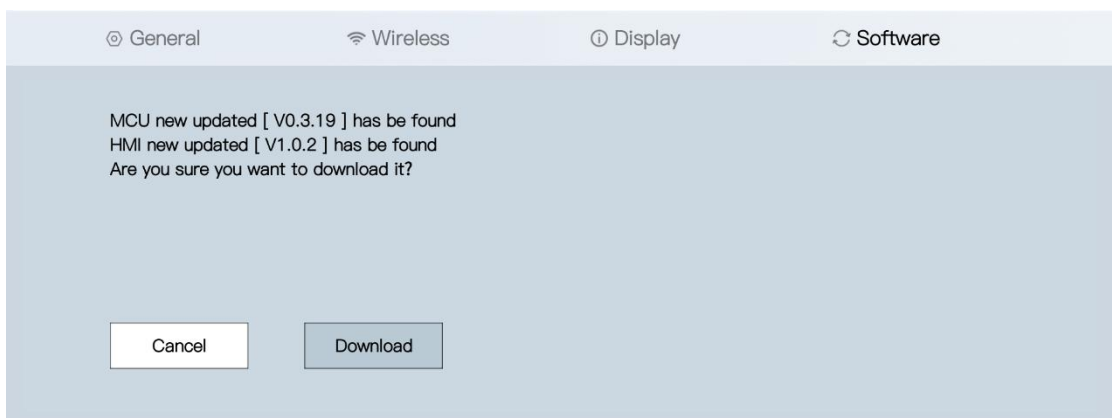 General
Wireless
Display
Software
MCU new updated [ V0.3.19 ] has be found
HMI new updated [ V1.0.2 ] has be found
Are you sure you want to download it?
Cancel
Download